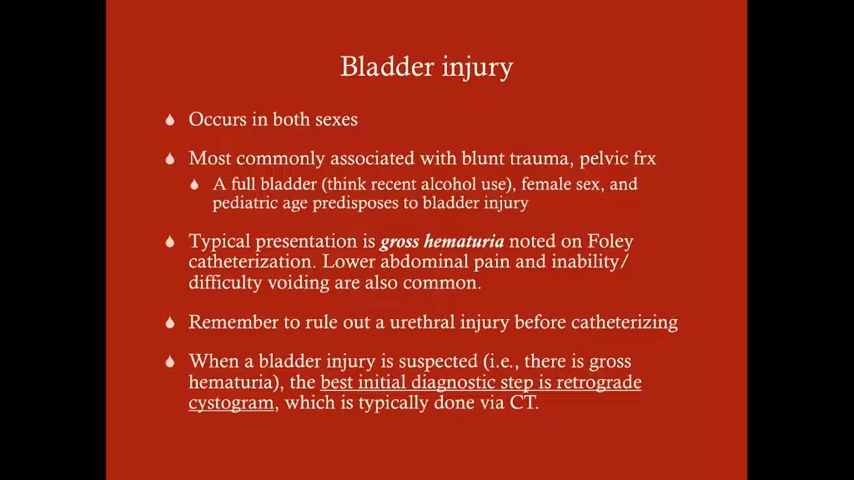 Bladder injury
Occurs in both sexes
Most commonly associated with blunt trauma, pelvic frx
A full bladder (think recent alcohol use), female sex, and
pediatric age predisposes to bladder injury
Typical presentation is gross hematuria noted on Foley
catheterization. Lower abdominal pain and inability/
difficulty voiding are also common.
Remember to rule out a urethral injury before catheterizing
When a bladder injury is suspected (i.e., there is gross
hematuria), the best initial diagnostic step is retrograde
cystogram, which is typically done via CT.